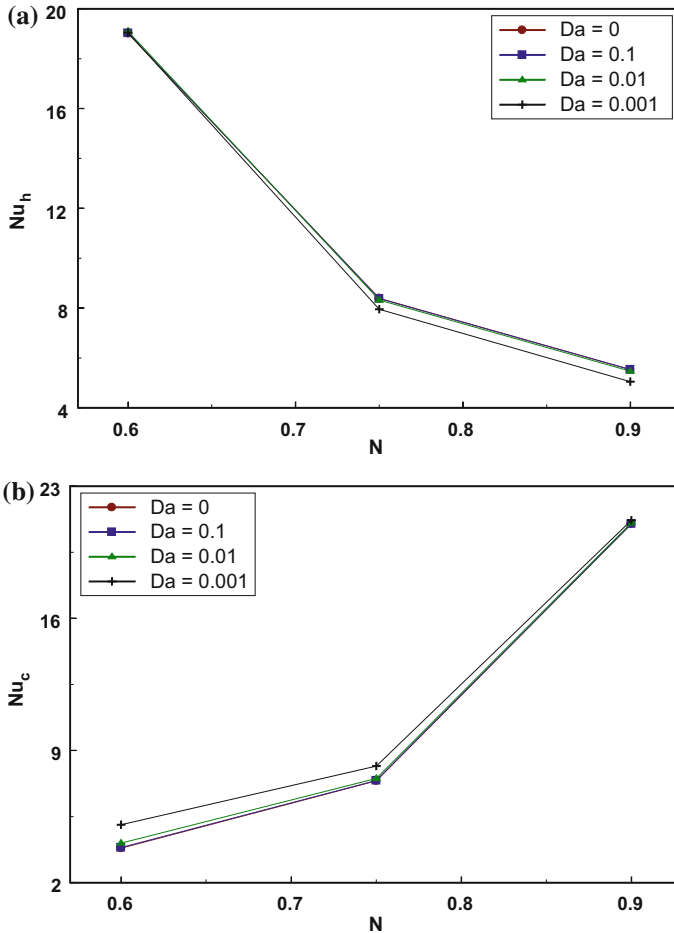 (a)
20
16
12
8
4
Nu_h
Da = 0
Da = 0.1
Da = 0.01
Da = 0.001
0.6
0.7
0.8
0.9
N
(b)
23
16
9
2
Nu_c
Da = 0
Da = 0.1
Da = 0.01
Da = 0.001
0.6
0.7
0.8
0.9
N